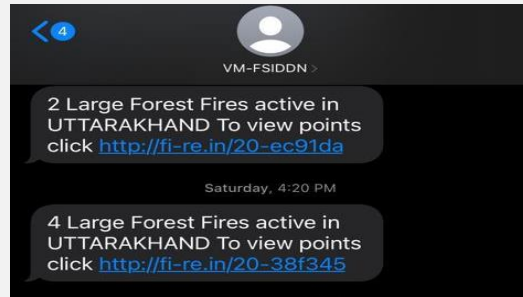 4
VM-FSIDDN >
2 Large Forest Fires active in
UTTARAKHAND To view points
click http://fi-re.in/20-ec91da
Saturday, 4:20 PM
4 Large Forest Fires active in
UTTARAKHAND To view points
click http://fi-re.in/20-38f345